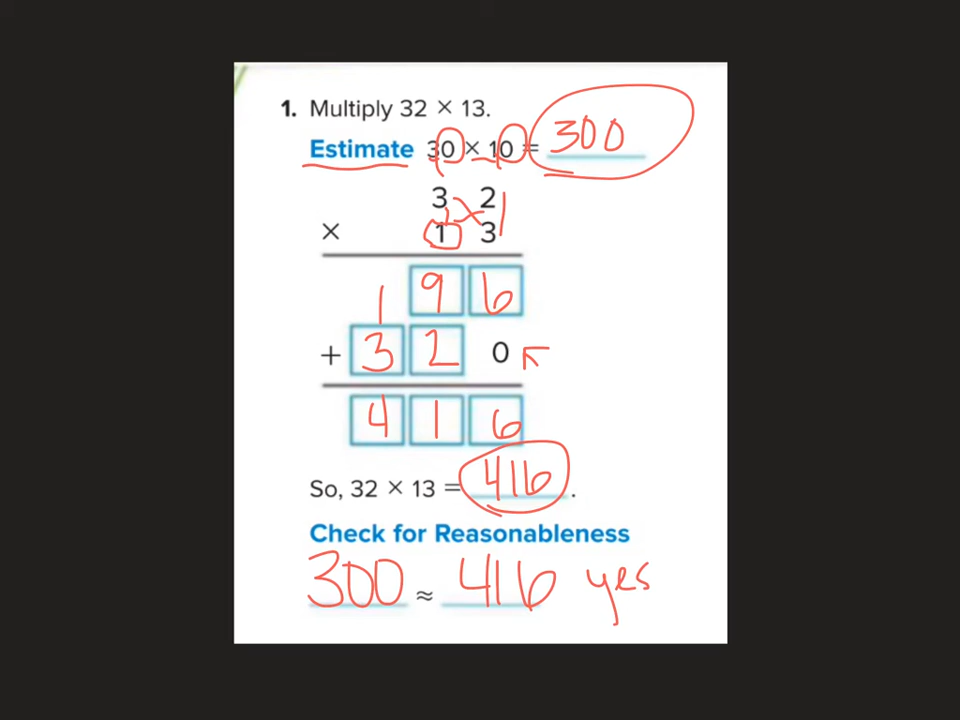 1. Multiply 32 × 13.
Estimate 30 × 10 = 300
3 2
× 1 3
1
9 6
+ 3 2 0
4 1 6
So, 32 × 13 = 416.
Check for Reasonableness
300 ≈ 416 yes